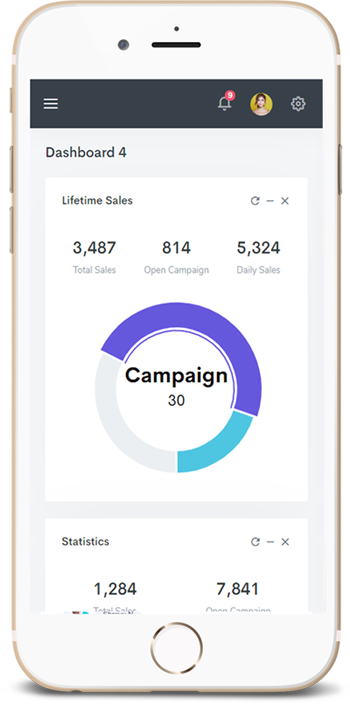 9
Dashboard 4
Lifetime Sales
3,487 814 5,324
Total Sales Open Campaign Daily Sales
Campaign
30
Statistics
1,284 7,841
Total Sales Open Campaign